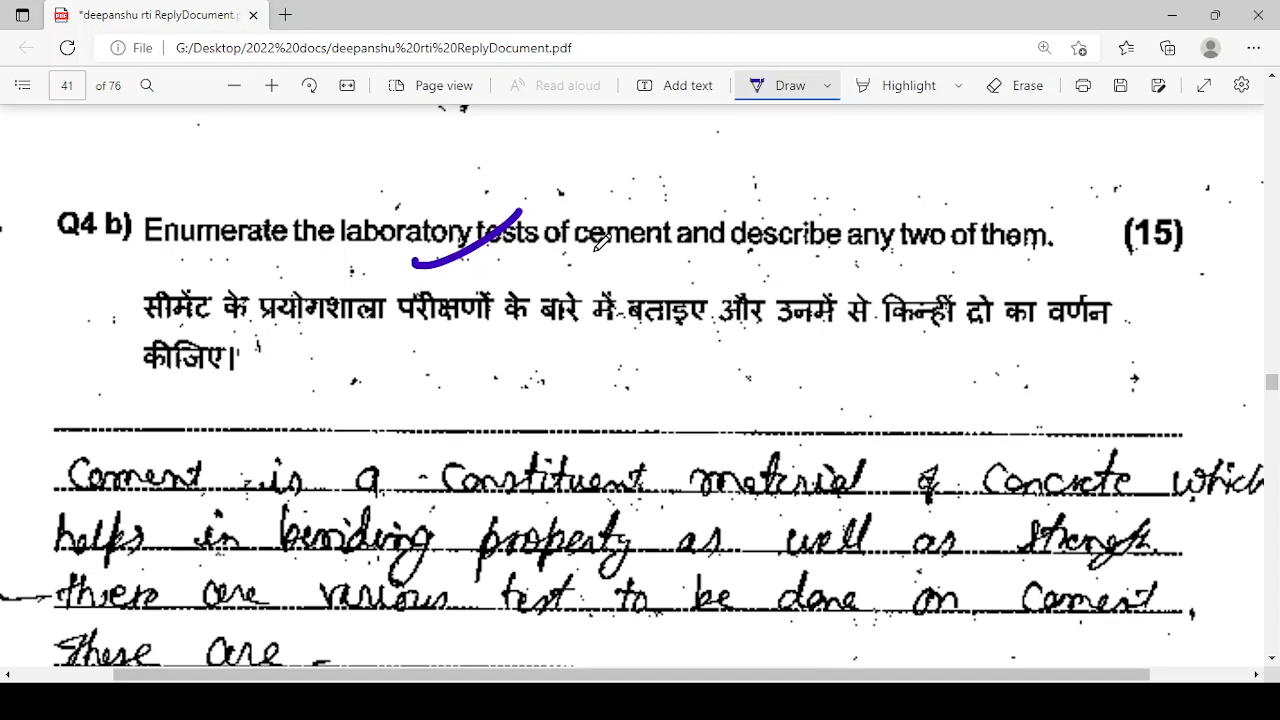 *deepanshu rti ReplyDocument.p
File
G:/Desktop/2022%20docs/deepanshu%20rti%20ReplyDocument.pdf
41 of 76
Page view
Read aloud
Add text
Draw
Highlight
Erase
Q4 b) Enumerate the laboratory tests of cement and describe any two of them. (15)
सीमेंट के प्रयोगशाला परीक्षणों के बारे में बताइए और उनमें से किन्हीं दो का वर्णन
कीजिए।
Cement is a constituent material of concrete which
helps in bending property as well as strength
there are various test to be done on cement,
These are -